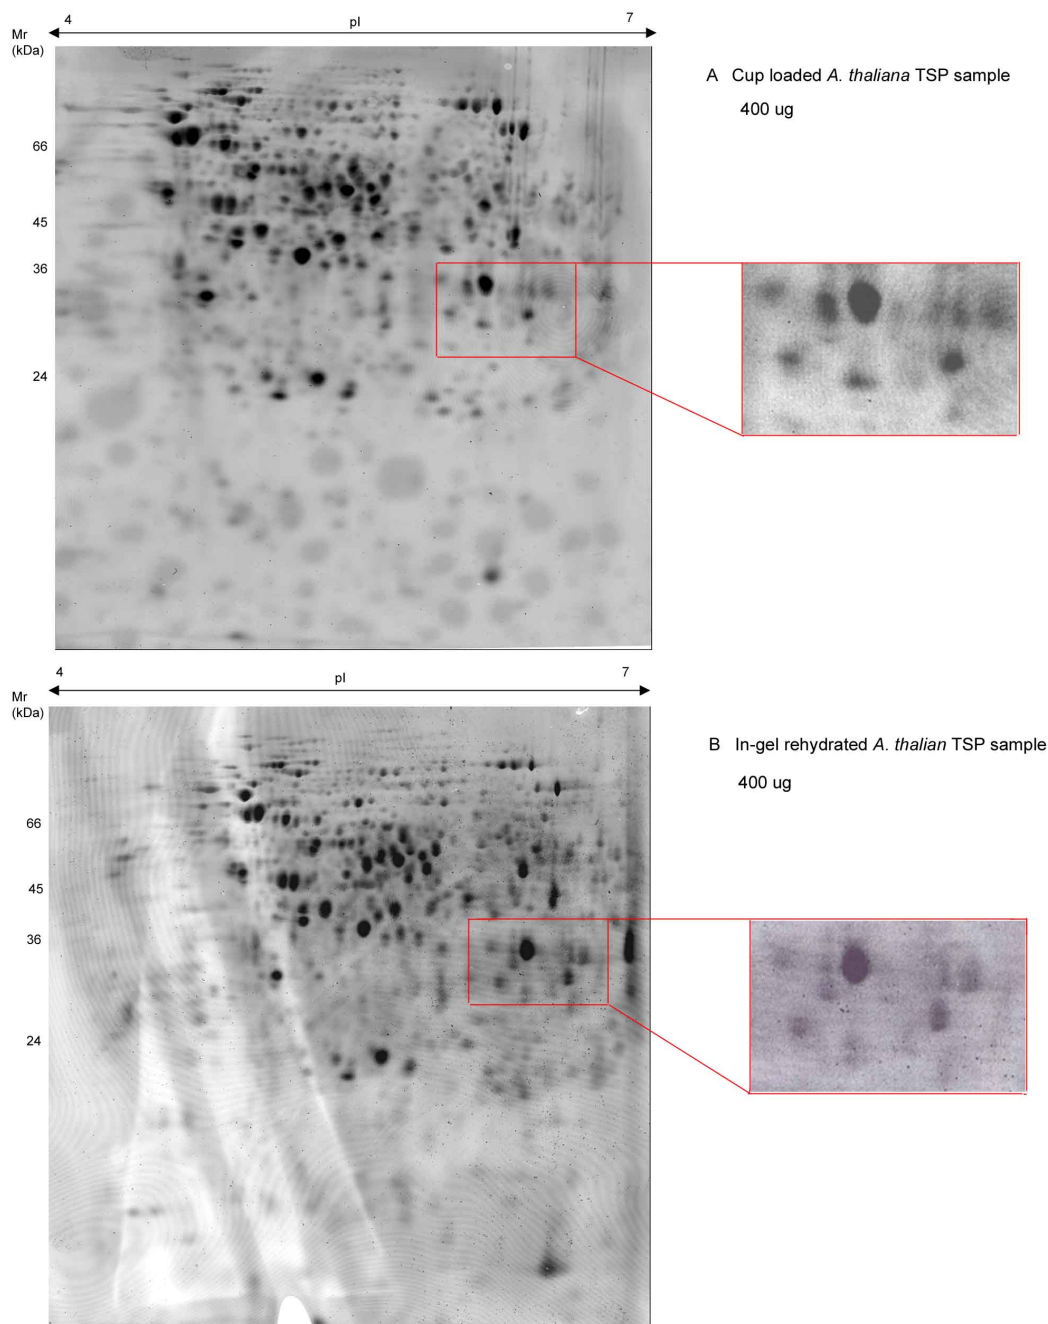 4
pI
7
Mr
(kDa)
66
45
36
24
A Cup loaded A. thaliana TSP sample
400 ug
4
pI
7
Mr
(kDa)
66
45
36
24
B In-gel rehydrated A. thalian TSP sample
400 ug